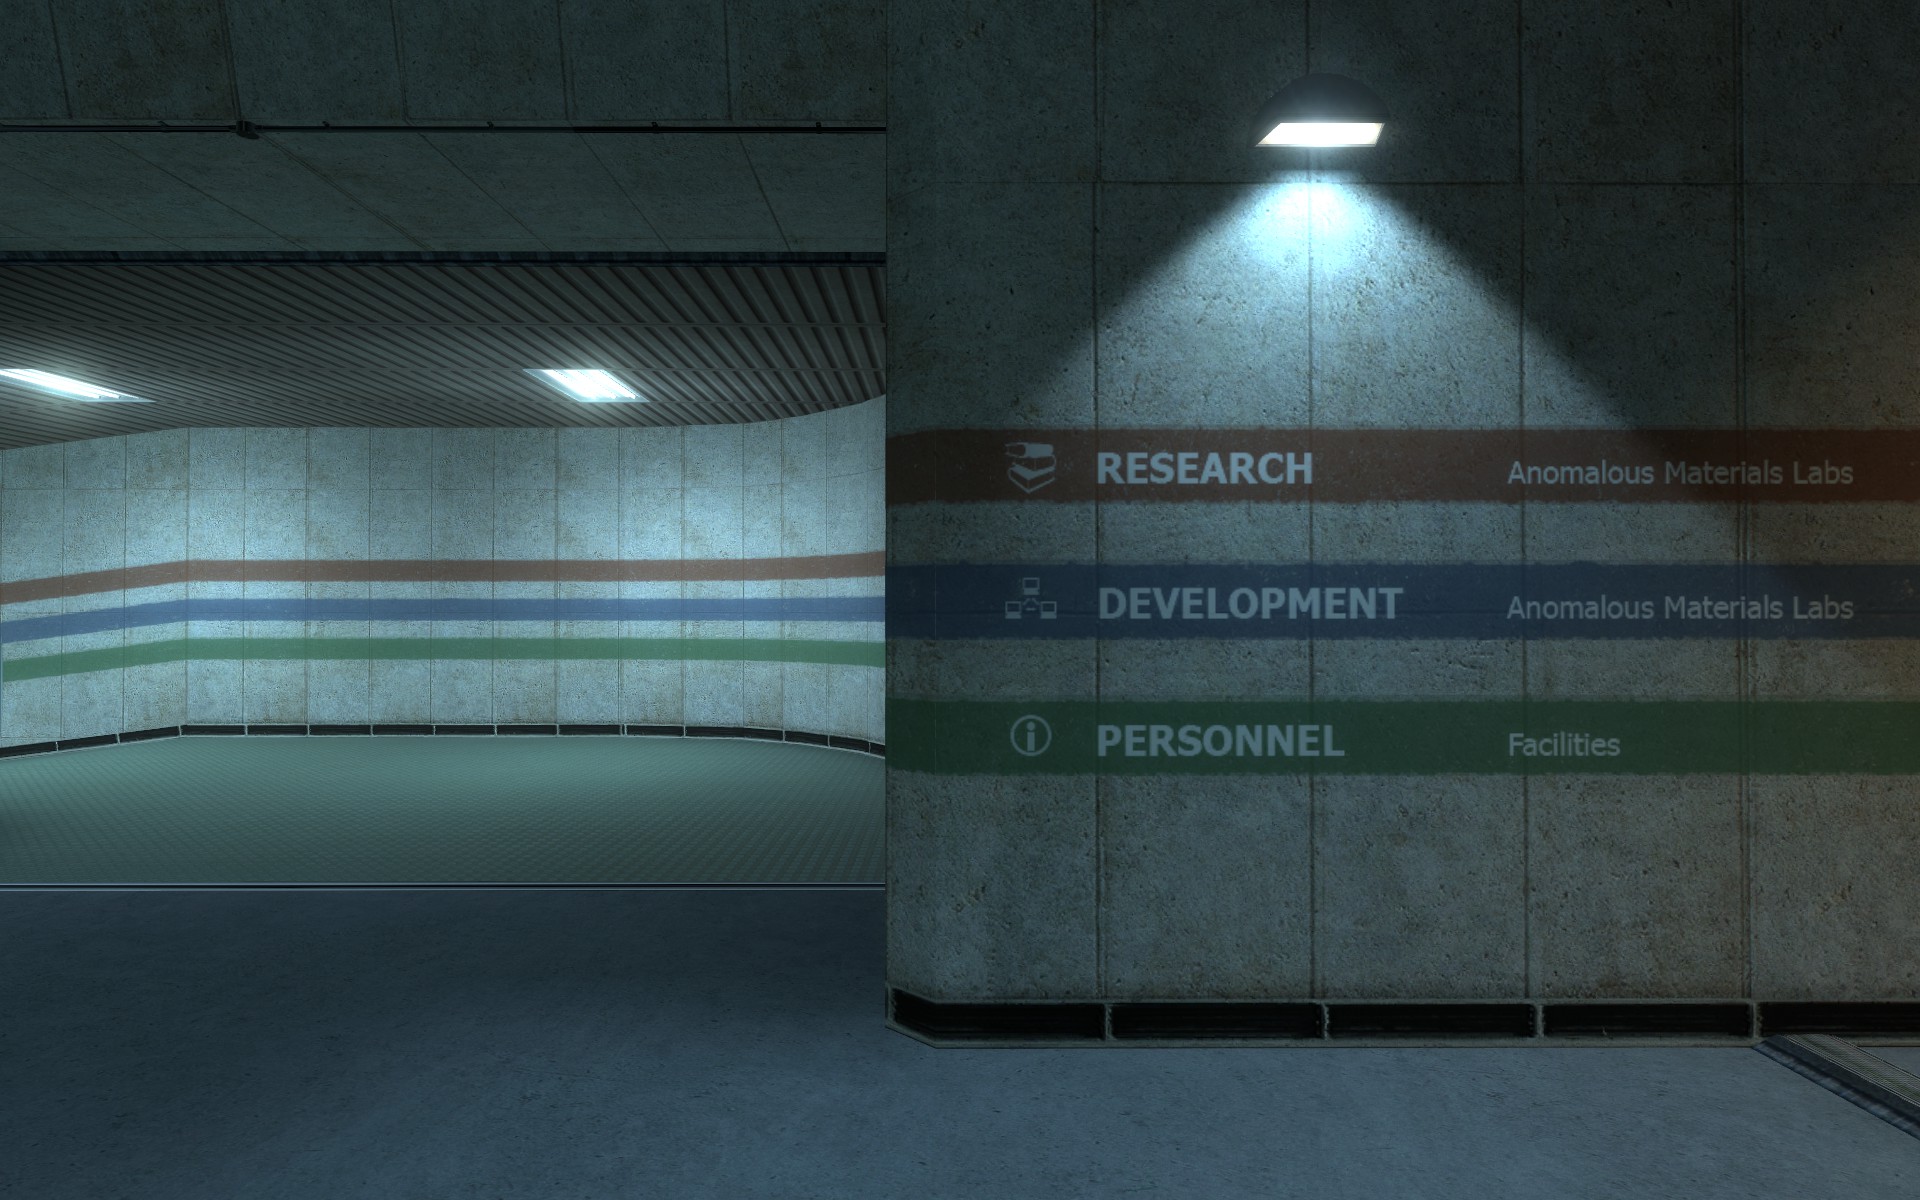 RESEARCH Anomalous Materials Labs
DEVELOPMENT Anomalous Materials Labs
PERSONNEL Facilities